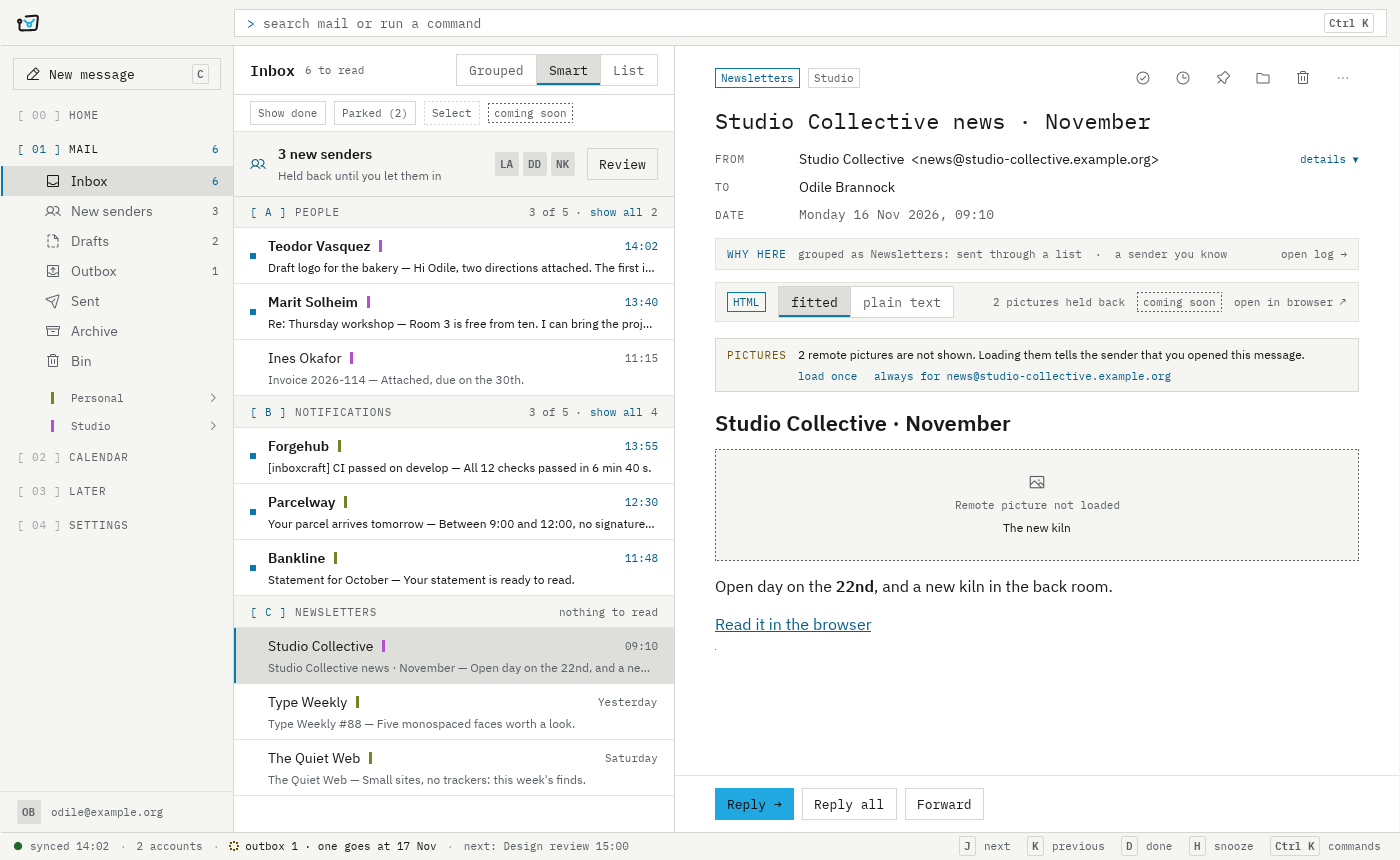 > search mail or run a command Ctrl K
New message C
[ 00 ] HOME
[ 01 ] MAIL 6
Inbox 6
New senders 3
Drafts 2
Outbox 1
Sent
Archive
Bin
Personal
Studio
[ 02 ] CALENDAR
[ 03 ] LATER
[ 04 ] SETTINGS
OB odile@example.org
Inbox 6 to read Grouped Smart List
Show done Parked (2) Select coming soon
3 new senders
Held back until you let them in
LA DD NK Review
[ A ] PEOPLE 3 of 5 · show all 2
Teodor Vasquez 14:02
Draft logo for the bakery — Hi Odile, two directions attached. The first i…
Marit Solheim 13:40
Re: Thursday workshop — Room 3 is free from ten. I can bring the proj…
Ines Okafor 11:15
Invoice 2026-114 — Attached, due on the 30th.
[ B ] NOTIFICATIONS 3 of 5 · show all 4
Forgehub 13:55
[inboxcraft] CI passed on develop — All 12 checks passed in 6 min 40 s.
Parcelway 12:30
Your parcel arrives tomorrow — Between 9:00 and 12:00, no signature…
Bankline 11:48
Statement for October — Your statement is ready to read.
[ C ] NEWSLETTERS nothing to read
Studio Collective 09:10
Studio Collective news · November — Open day on the 22nd, and a ne…
Type Weekly Yesterday
Type Weekly #88 — Five monospaced faces worth a look.
The Quiet Web Saturday
The Quiet Web — Small sites, no trackers: this week's finds.
Newsletters Studio
Studio Collective news · November
FROM Studio Collective <news@studio-collective.example.org> details ▾
TO Odile Brannock
DATE Monday 16 Nov 2026, 09:10
WHY HERE grouped as Newsletters: sent through a list · a sender you know open log →
HTML fitted plain text 2 pictures held back coming soon open in browser ↗
PICTURES 2 remote pictures are not shown. Loading them tells the sender that you opened this message.
load once always for news@studio-collective.example.org
Studio Collective · November
Remote picture not loaded
The new kiln
Open day on the 22nd, and a new kiln in the back room.
Read it in the browser
Reply → Reply all Forward
synced 14:02 · 2 accounts · outbox 1 · one goes at 17 Nov · next: Design review 15:00
J next K previous D done H snooze Ctrl K commands